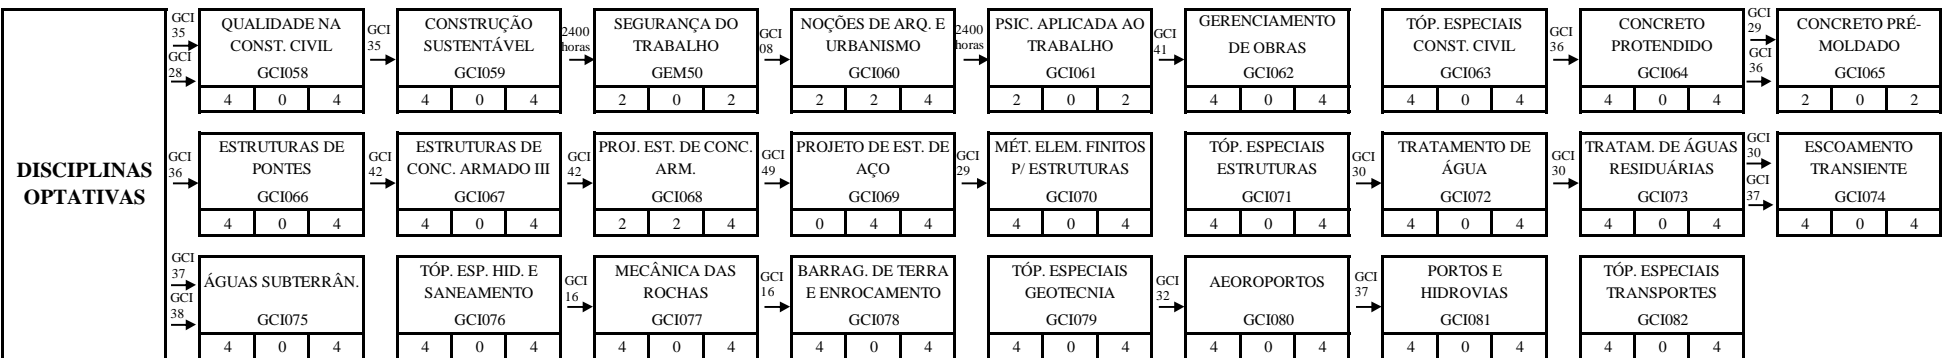 DISCIPLINAS
OPTATIVAS
GCI
35
GCI
28
QUALIDADE NA
CONST. CIVIL
GCI058
4 0 4
GCI
35
CONSTRUÇÃO
SUSTENTÁVEL
GCI059
4 0 4
2400
horas
SEGURANÇA DO
TRABALHO
GEM50
2 0 2
GCI
08
NOÇÕES DE ARQ. E
URBANISMO
GCI060
2 2 4
2400
horas
PSIC. APLICADA AO
TRABALHO
GCI061
2 0 2
GCI
41
GERENCIAMENTO
DE OBRAS
GCI062
4 0 4
TÓP. ESPECIAIS
CONST. CIVIL
GCI063
4 0 4
GCI
36
CONCRETO
PROTENDIDO
GCI064
4 0 4
GCI
29
GCI
36
CONCRETO PRÉ-
MOLDADO
GCI065
2 0 2
GCI
36
ESTRUTURAS DE
PONTES
GCI066
4 0 4
GCI
42
ESTRUTURAS DE
CONC. ARMADO III
GCI067
4 0 4
GCI
42
PROJ. EST. DE CONC.
ARM.
GCI068
2 2 4
GCI
49
PROJETO DE EST. DE
AÇO
GCI069
0 4 4
GCI
29
MÉT. ELEM. FINITOS
P/ ESTRUTURAS
GCI070
4 0 4
TÓP. ESPECIAIS
ESTRUTURAS
GCI071
4 0 4
GCI
30
TRATAMENTO DE
ÁGUA
GCI072
4 0 4
GCI
30
TRATAM. DE ÁGUAS
RESIDUÁRIAS
GCI073
4 0 4
GCI
30
GCI
37
ESCOAMENTO
TRANSIENTE
GCI074
4 0 4
GCI
37
GCI
38
ÁGUAS SUBTERRÂN.
GCI075
4 0 4
TÓP. ESP. HID. E
SANEAMENTO
GCI076
4 0 4
GCI
16
MECÂNICA DAS
ROCHAS
GCI077
4 0 4
GCI
16
BARRAG. DE TERRA
E ENROCAMENTO
GCI078
4 0 4
TÓP. ESPECIAIS
GEOTECNIA
GCI079
4 0 4
GCI
32
AEOROPORTOS
GCI080
4 0 4
GCI
37
PORTOS E
HIDROVIAS
GCI081
4 0 4
TÓP. ESPECIAIS
TRANSPORTES
GCI082
4 0 4